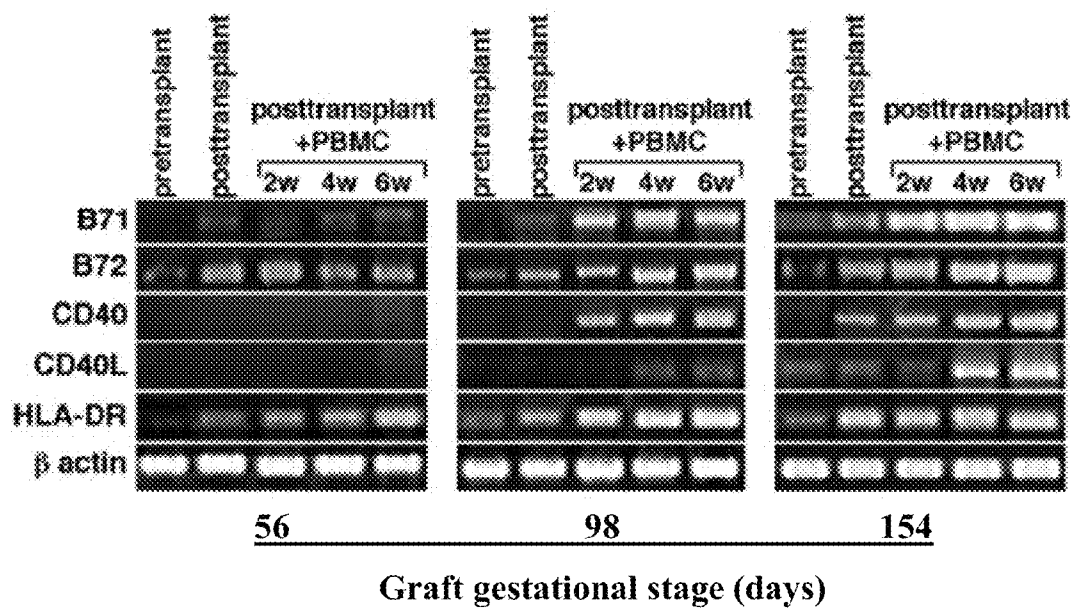 pretransplant posttransplant posttransplant +PBMC 2w 4w 6w
pretransplant posttransplant posttransplant +PBMC 2w 4w 6w
pretransplant posttransplant posttransplant +PBMC 2w 4w 6w
B71
B72
CD40
CD40L
HLA-DR
β actin
56 98 154
Graft gestational stage (days)